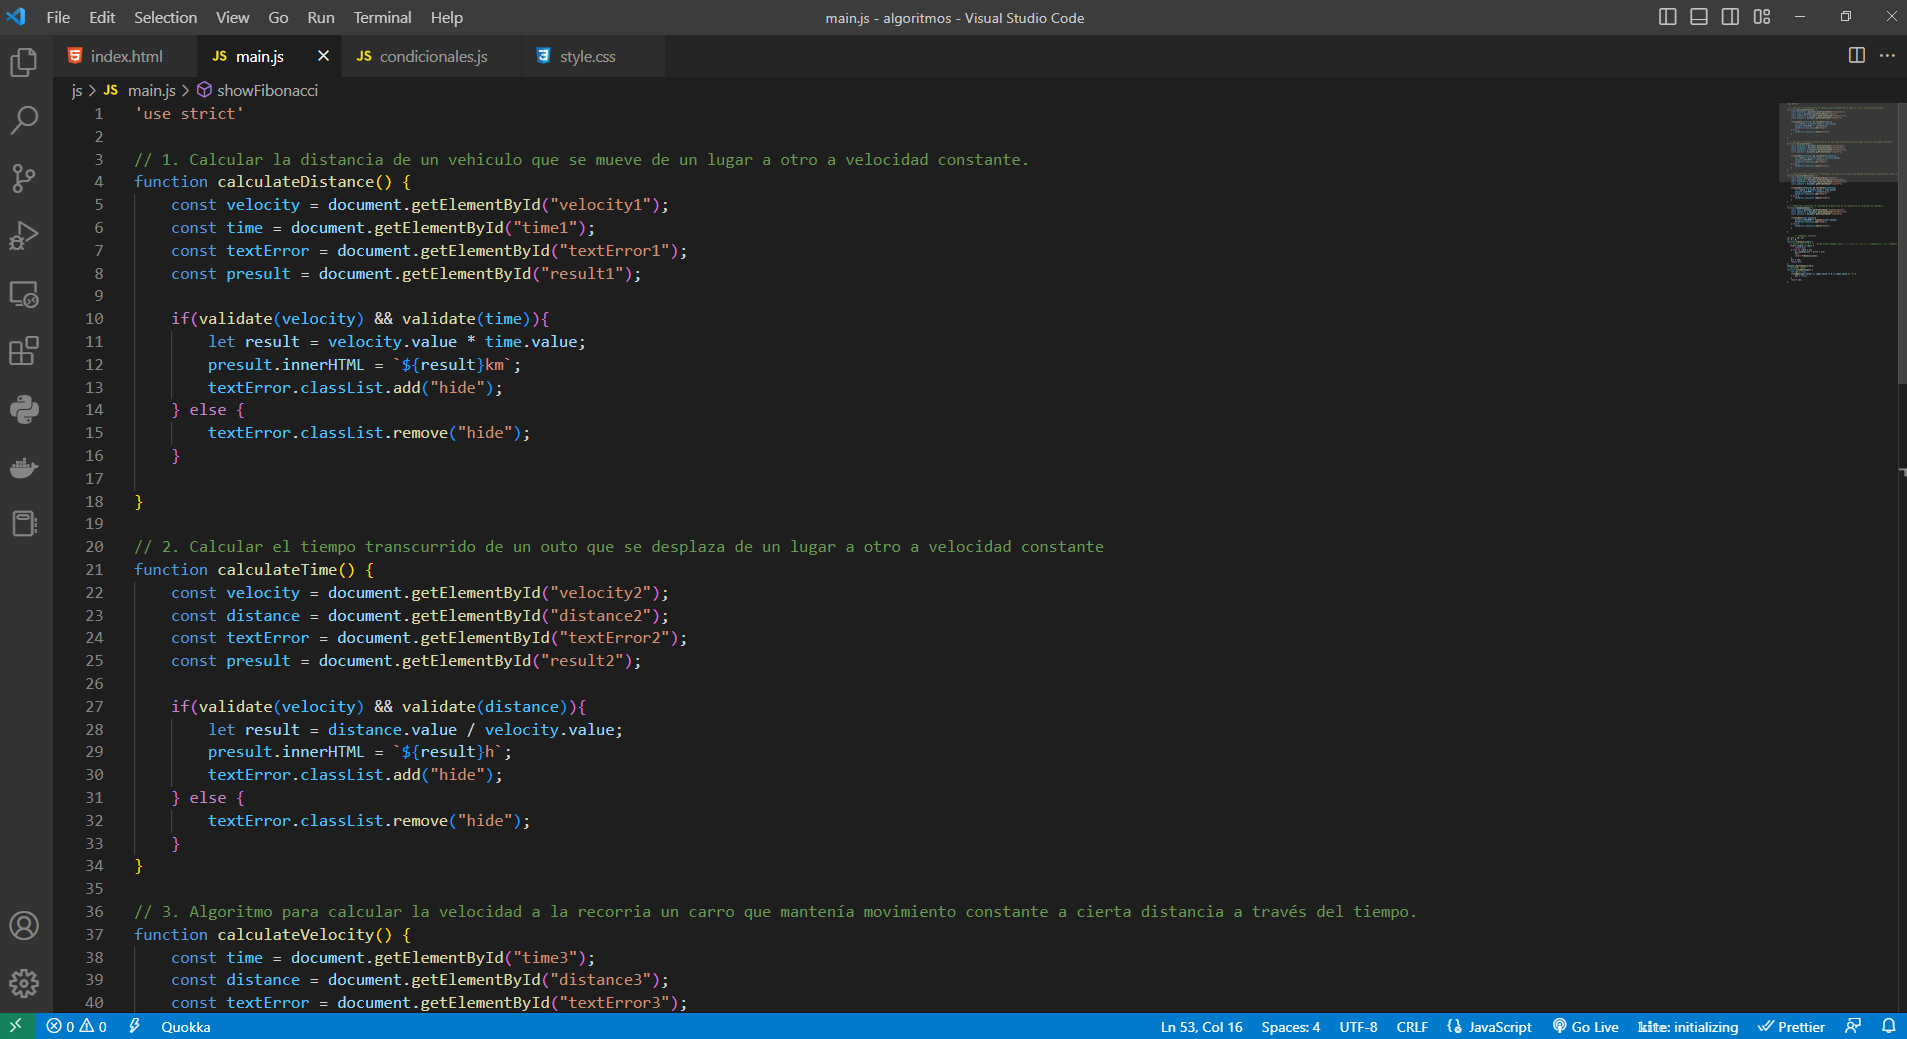 File Edit Selection View Go Run Terminal Help
main.js - algoritmos - Visual Studio Code
index.html
JS main.js
JS condicionales.js
style.css
js > JS main.js > showFibonacci
1 'use strict'
2
3 // 1. Calcular la distancia de un vehiculo que se mueve de un lugar a otro a velocidad constante.
4 function calculateDistance() {
5 const velocity = document.getElementById("velocity1");
6 const time = document.getElementById("time1");
7 const textError = document.getElementById("textError1");
8 const presult = document.getElementById("result1");
9
10 if(validate(velocity) && validate(time)){
11 let result = velocity.value * time.value;
12 presult.innerHTML = `${result}km`;
13 textError.classList.add("hide");
14 } else {
15 textError.classList.remove("hide");
16 }
17
18 }
19
20 // 2. Calcular el tiempo transcurrido de un outo que se desplaza de un lugar a otro a velocidad constante
21 function calculateTime() {
22 const velocity = document.getElementById("velocity2");
23 const distance = document.getElementById("distance2");
24 const textError = document.getElementById("textError2");
25 const presult = document.getElementById("result2");
26
27 if(validate(velocity) && validate(distance)){
28 let result = distance.value / velocity.value;
29 presult.innerHTML = `${result}h`;
30 textError.classList.add("hide");
31 } else {
32 textError.classList.remove("hide");
33 }
34 }
35
36 // 3. Algoritmo para calcular la velocidad a la recorria un carro que mantenía movimiento constante a cierta distancia a través del tiempo.
37 function calculateVelocity() {
38 const time = document.getElementById("time3");
39 const distance = document.getElementById("distance3");
40 const textError = document.getElementById("textError3");
0 0 Quokka Ln 53, Col 16 Spaces: 4 UTF-8 CRLF JavaScript Go Live kite: initializing Prettier